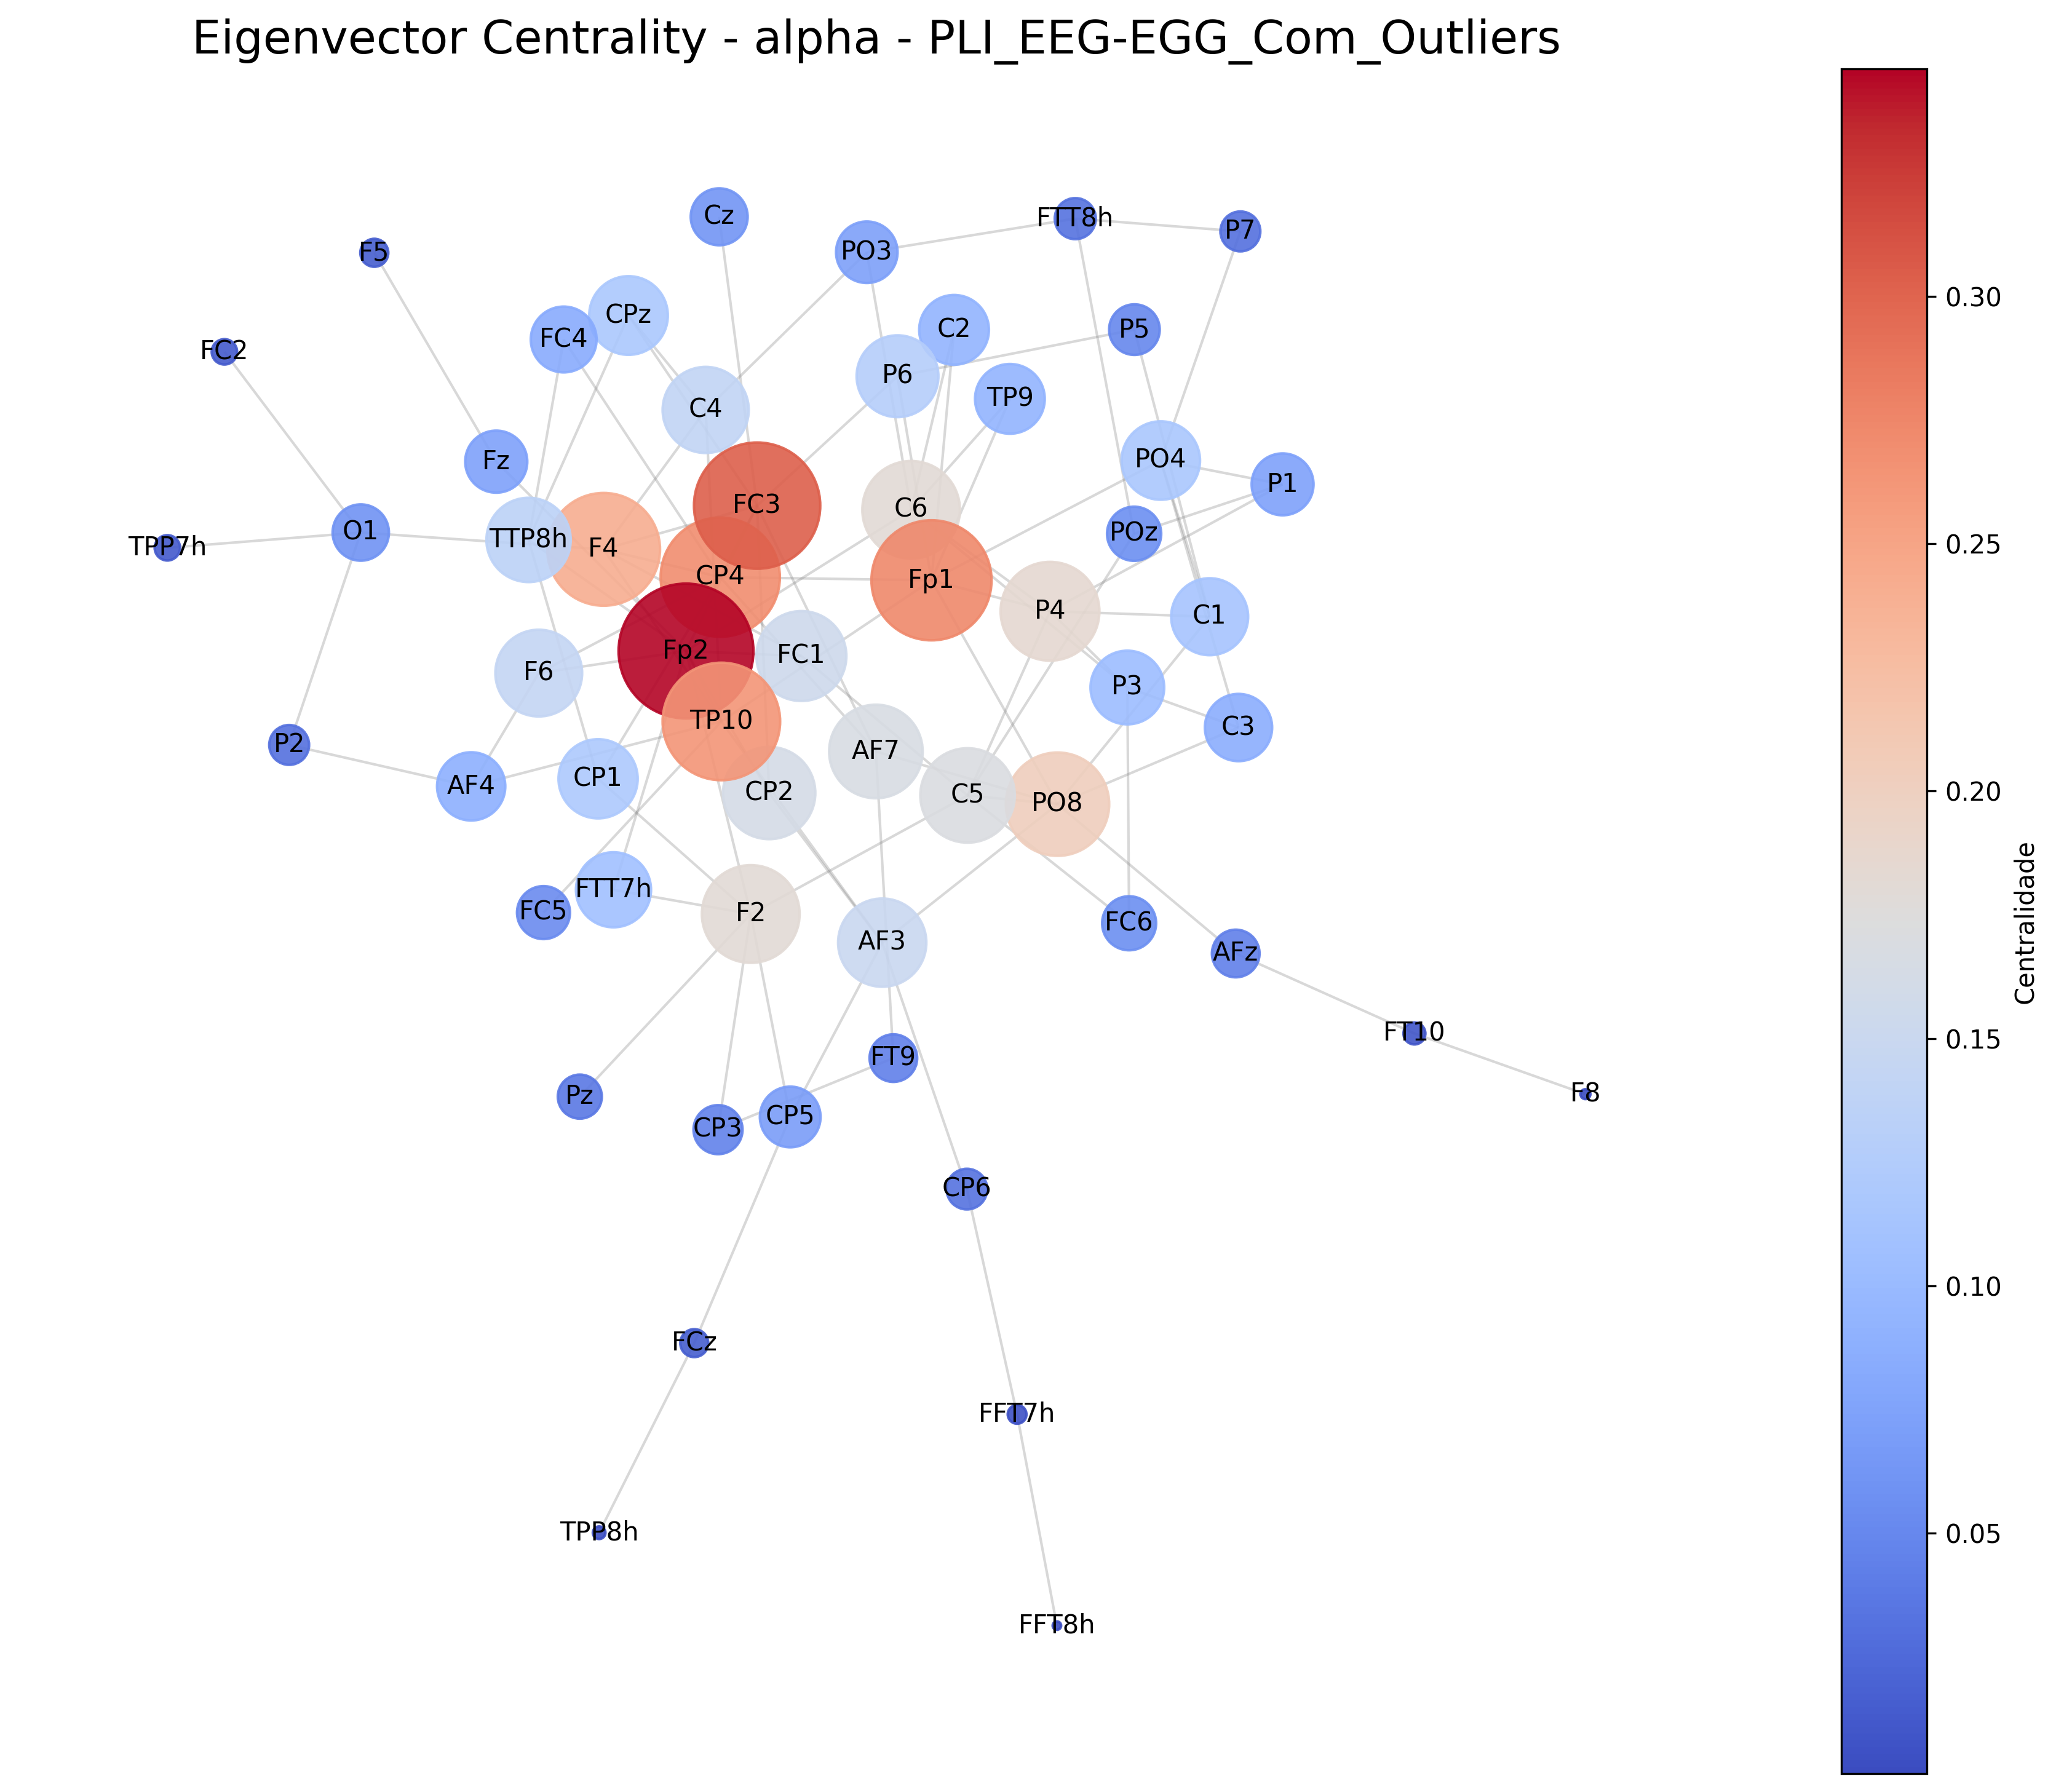 Eigenvector Centrality - alpha - PLI_EEG-EGG_Com_Outliers
Cz
FTT8h
P7
F5
PO3
CPz
C2
P5
FC4
FC2
P6
TP9
C4
Fz
PO4
P1
FC3
C6
O1
TTP8h
F4
POz
TPP7h
CP4
Fp1
P4
C1
Fp2
FC1
F6
P3
TP10
C3
P2
AF7
AF4
CP1
CP2
C5
PO8
FTT7h
FC5
F2
FC6
AF3
AFz
FT10
FT9
Pz
F8
CP3
CP5
CP6
FCz
FFT7h
TPP8h
FFT8h
0.30
0.25
0.20
0.15
0.10
0.05
Centralidade